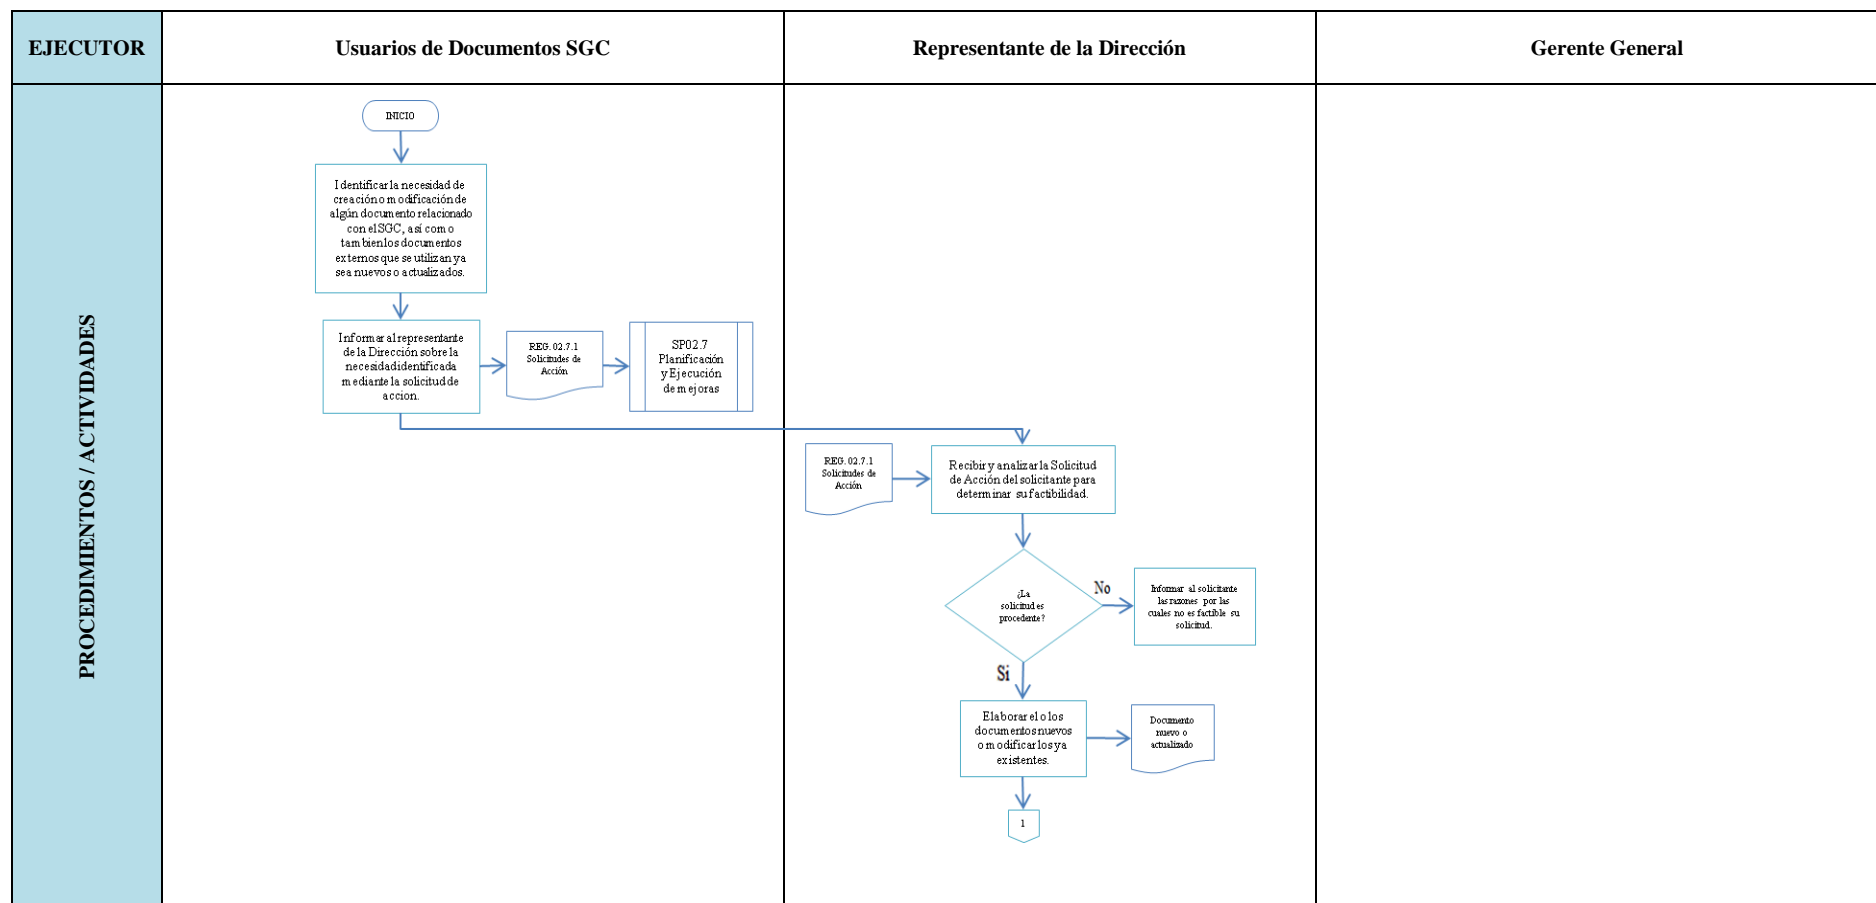 EJECUTOR
Usuarios de Documentos SGC
Representante de la Dirección
Gerente General
PROCEDIMIENTOS / ACTIVIDADES
INICIO
Identificar la necesidad de
creación o modificación de
algún documento relacionado
con el SGC, así como
tambien los documentos
externos que se utilizan ya
sea nuevos o actualizados.
Informar al representante
de la Dirección sobre la
necesidad identificada
mediante la solicitud de
accion.
REG. 02.7.1
Solicitudes de
Acción
SP02.7
Planificación
y Ejecución
de mejoras
REG. 02.7.1
Solicitudes de
Acción
Recibir y analizar la Solicitud
de Acción del solicitante para
determinar su factibilidad.
¿La
solicitud es
procedente?
No
Informar al solicitante
las razones por las
cuales no es factible su
solicitud.
Si
Elaborar el o los
documentos nuevos
o modificar los ya
existentes.
Documento
nuevo o
actualizado
1